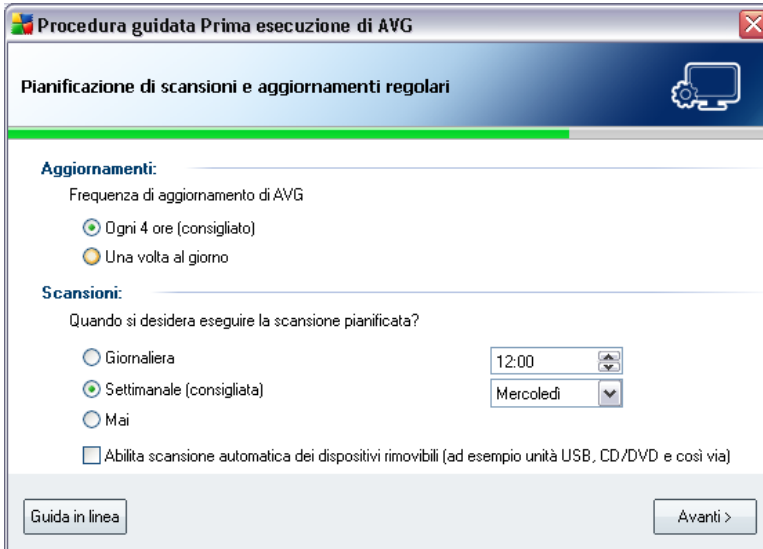 Procedura guidata Prima esecuzione di AVG
Pianificazione di scansioni e aggiornamenti regolari
Aggiornamenti:
Frequenza di aggiornamento di AVG
Ogni 4 ore (consigliato)
Una volta al giorno
Scansioni:
Quando si desidera eseguire la scansione pianificata?
Giornaliera
12:00
Settimanale (consigliata)
Mercoledì
Mai
Abilita scansione automatica dei dispositivi rimovibili (ad esempio unità USB, CD/DVD e così via)
Guida in linea
Avanti >